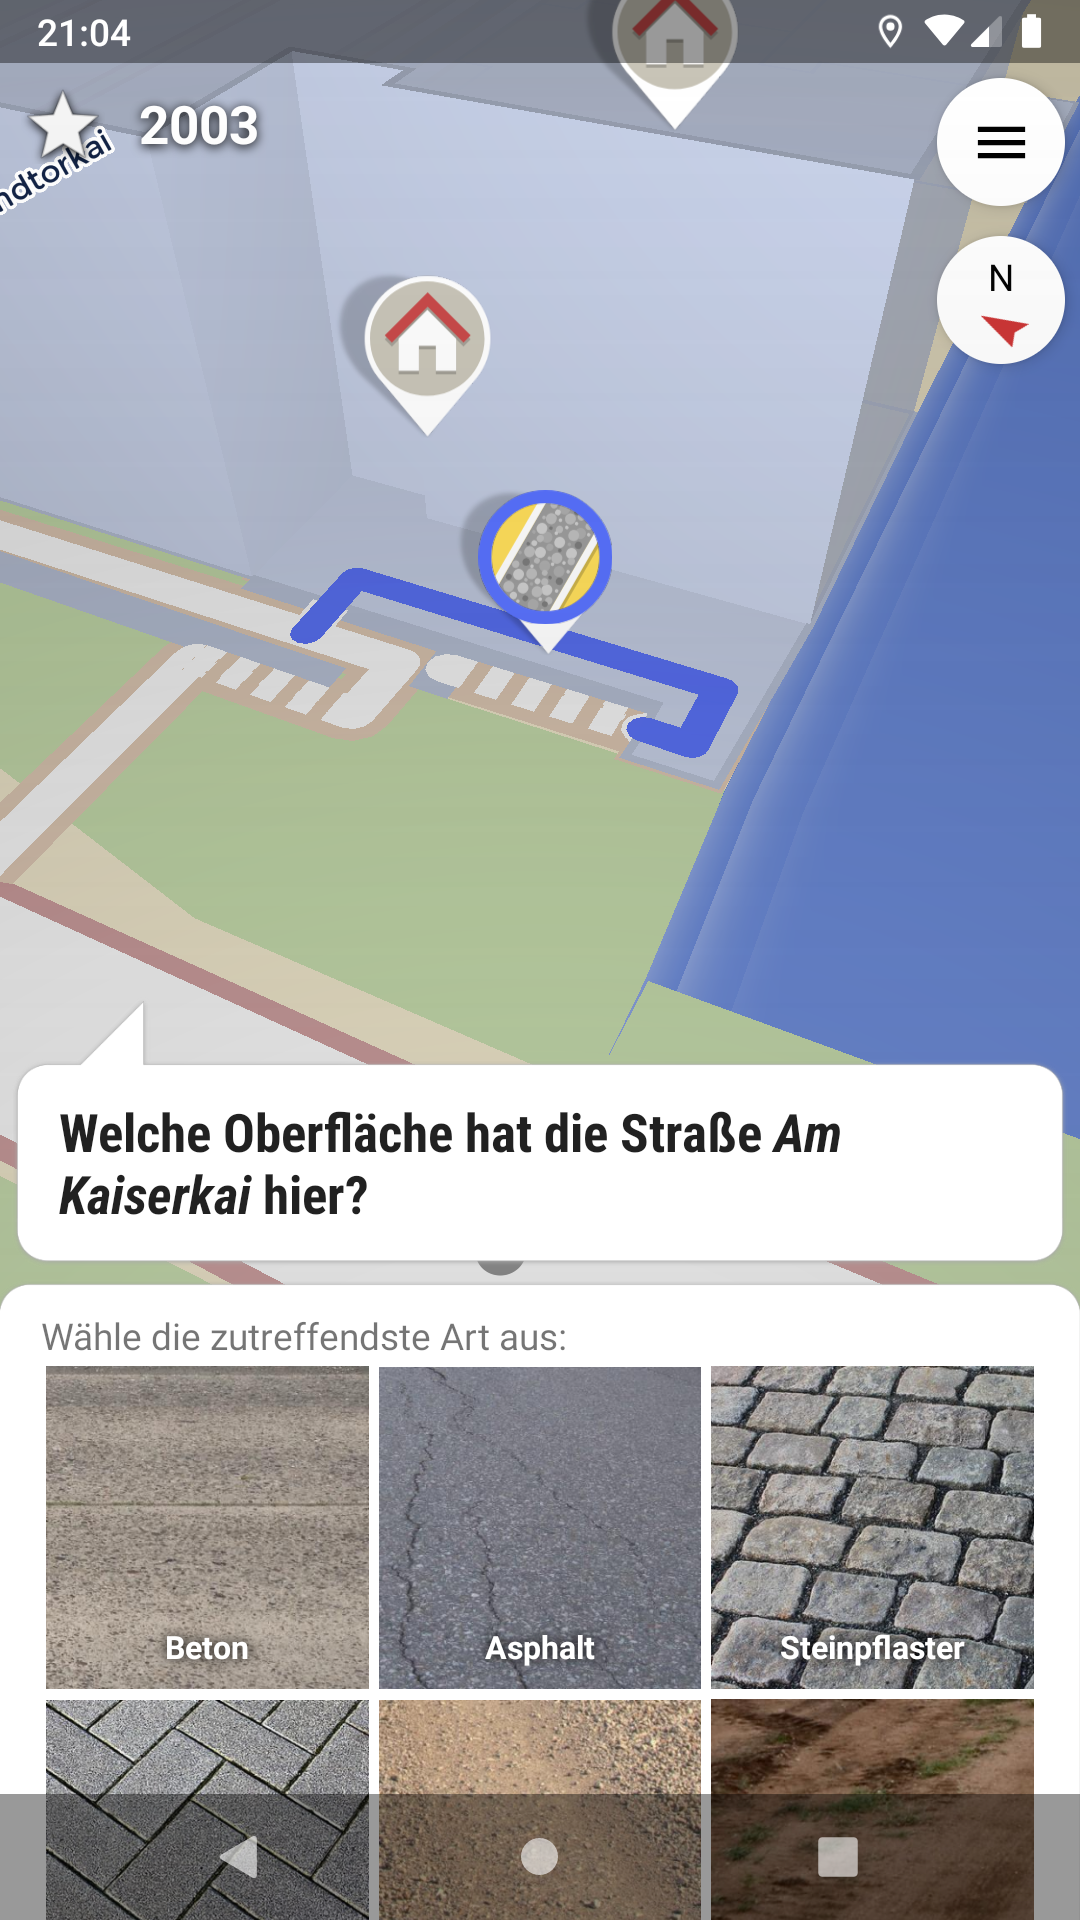 21:04
2003
ndtorkai
N
Welche Oberfläche hat die Straße Am
Kaiserkai hier?
Wähle die zutreffendste Art aus:
Beton
Asphalt
Steinpflaster